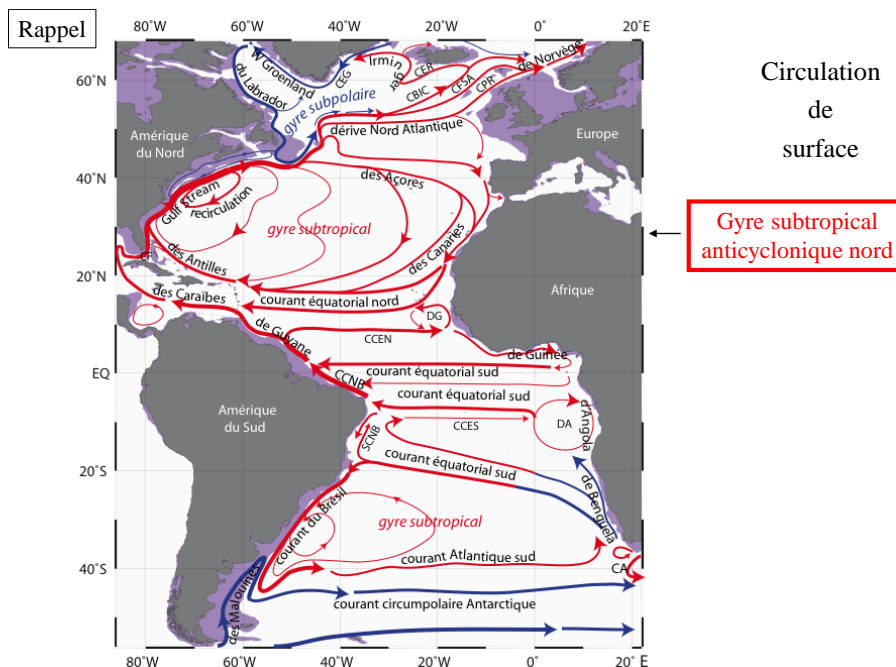 Rappel
80°W
60°W
40°W
20°W
0°
20°E
60°N
40°N
20°N
EQ
20°S
40°S
W Groenland
du Labrador
CEG
Irminger
CER
CBIC
CFSA
CPR
de Norvège
gyre subpolaire
dérive Nord Atlantique
Amérique
du Nord
Europe
Gulf Stream
recirculation
des Açores
gyre subtropical
des Canaries
des Antilles
CF
des Caraïbes
courant équatorial nord
Afrique
DG
de Guyane
CCEN
de Guinée
courant équatorial sud
CCNB
courant équatorial sud
Amérique
du Sud
SCNB
CCES
DA
d'Angola
courant équatorial sud
de Benguela
courant du Brésil
gyre subtropical
courant Atlantique sud
CA
des Malouines
courant circumpolaire Antarctique
80°W
60°W
40°W
20°W
0°
20°E
Circulation
de
surface
Gyre subtropical
anticyclonique nord